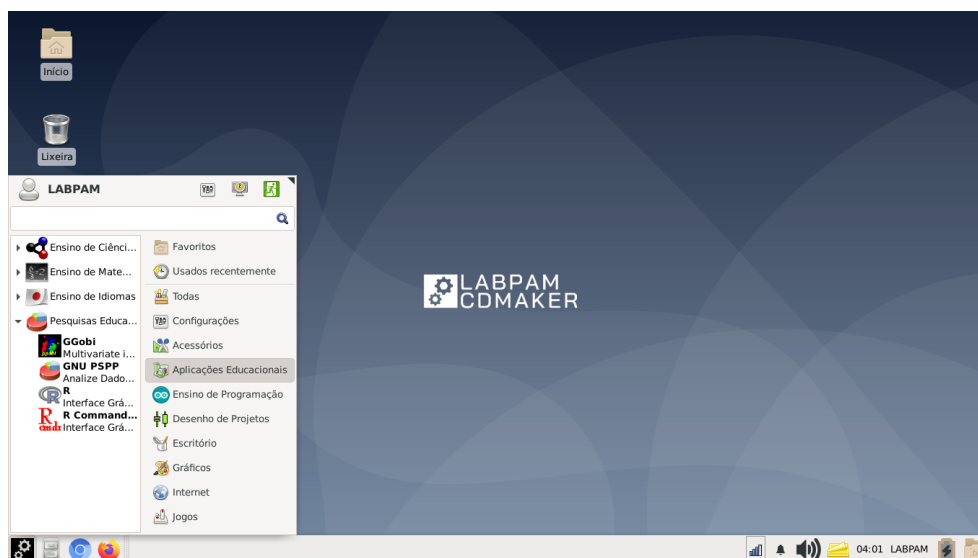 Início
Lixeira
LABPAM
Ensino de Ciênci...
Ensino de Mate...
Ensino de Idiomas
Pesquisas Educa...
GGobi
Multivariate i...
GNU PSPP
Analize Dado...
R
Interface Grá...
R Command...
Interface Grá...
Favoritos
Usados recentemente
Todas
Configurações
Acessórios
Aplicações Educacionais
Ensino de Programação
Desenho de Projetos
Escritório
Gráficos
Internet
Jogos
LABPAM
CDMAKER
04:01 LABPAM